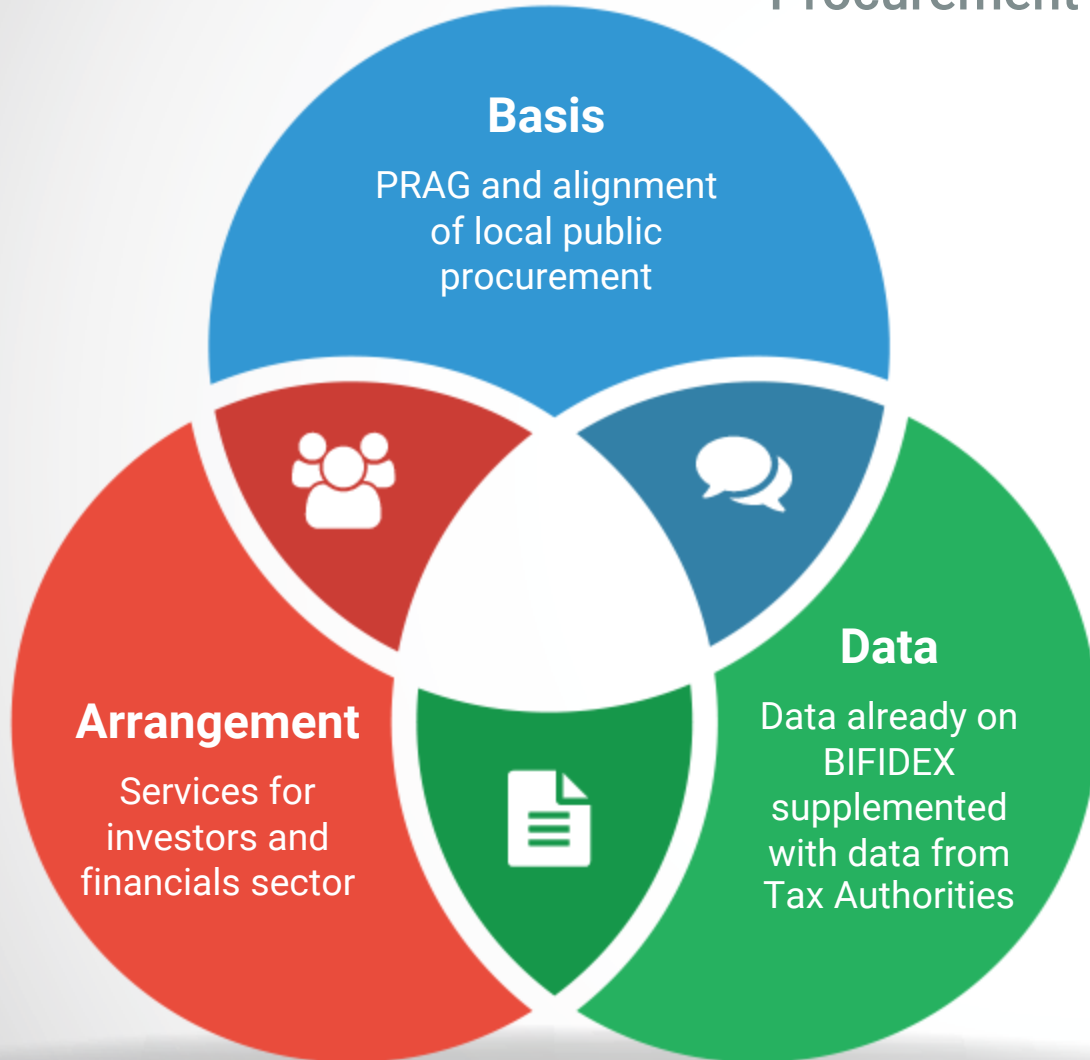 Procurement
Basis
PRAG and alignment
of local public
procurement
Arrangement
Services for
investors and
financials sector
Data
Data already on
BIFIDEX
supplemented
with data from
Tax Authorities